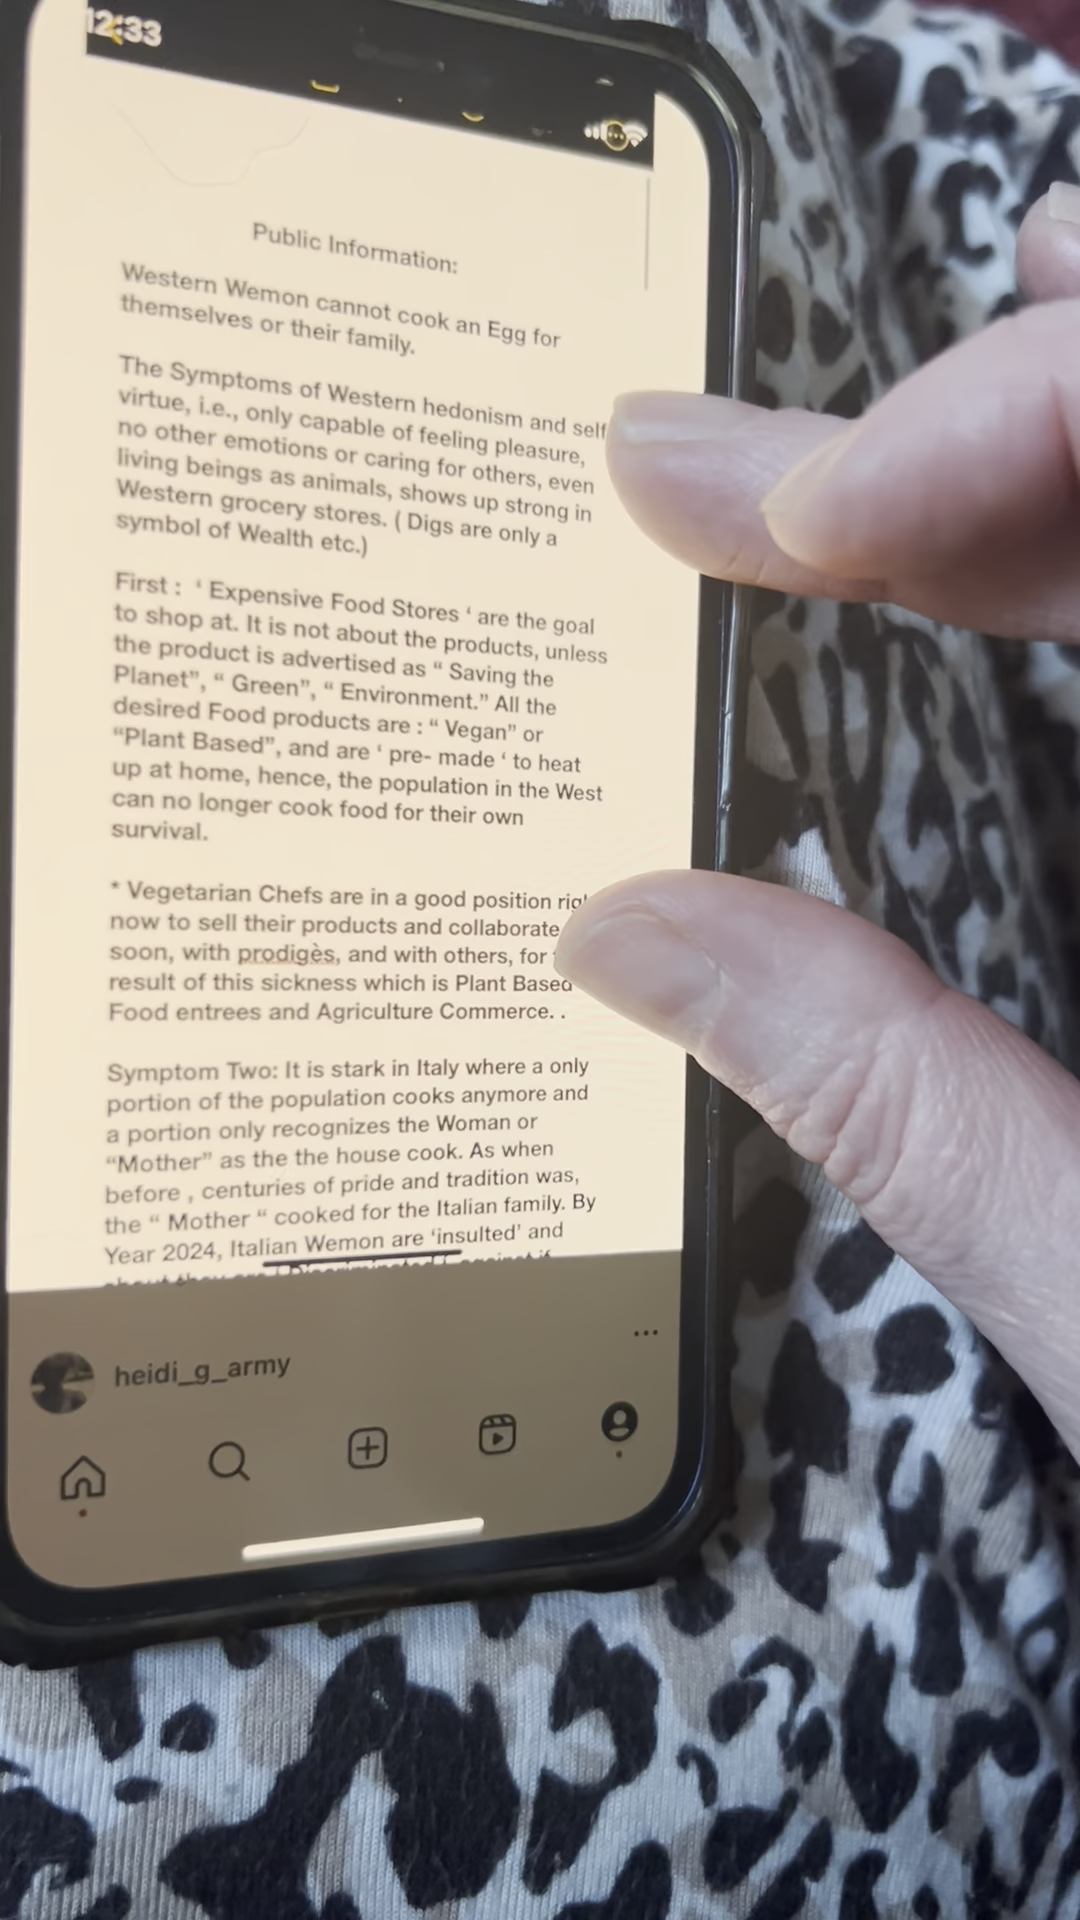 12:33
Public Information:
Western Wemon cannot cook an Egg for
themselves or their family.
The Symptoms of Western hedonism and self
virtue, i.e., only capable of feeling pleasure,
no other emotions or caring for others, even
living beings as animals, shows up strong in
Western grocery stores. ( Digs are only a
symbol of Wealth etc.)
First : ‘ Expensive Food Stores ‘ are the goal
to shop at. It is not about the products, unless
the product is advertised as “ Saving the
Planet”, “ Green”, “ Environment.” All the
desired Food products are : “ Vegan” or
“Plant Based”, and are ‘ pre- made ‘ to heat
up at home, hence, the population in the West
can no longer cook food for their own
survival.
* Vegetarian Chefs are in a good position
now to sell their products and collaborate
soon, with prodigès, and with others, for
result of this sickness which is Plant Based
Food entrees and Agriculture Commerce. .
Symptom Two: It is stark in Italy where a only
portion of the population cooks anymore and
a portion only recognizes the Woman or
“Mother” as the the house cook. As when
before , centuries of pride and tradition was,
the “ Mother “ cooked for the Italian family. By
Year 2024, Italian Wemon are ‘insulted’ and
heidi_g_army